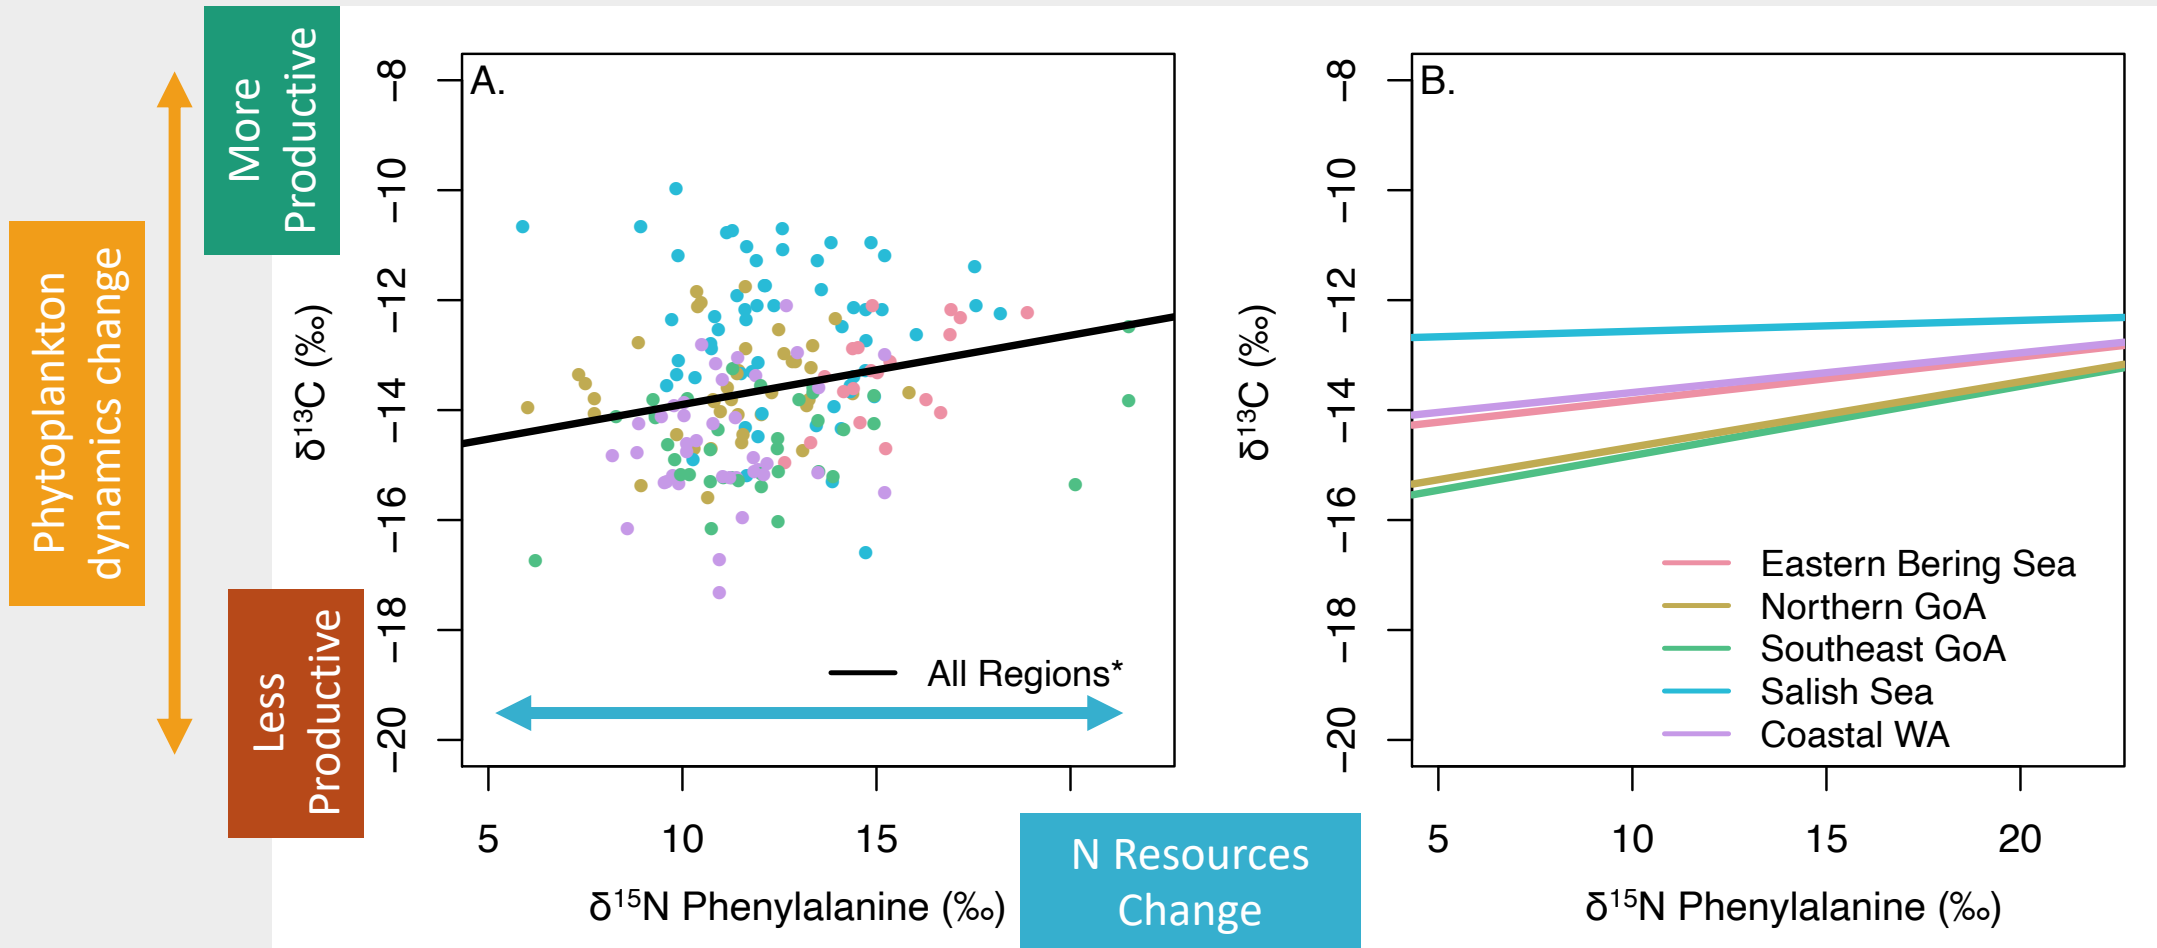 More
Productive
Phytoplankton
dynamics change
Less
Productive
A.
δ¹³C (‰)
−8
−10
−12
−14
−16
−18
−20
All Regions*
5
10
15
δ¹⁵N Phenylalanine (‰)
N Resources
Change
B.
δ¹³C (‰)
−8
−10
−12
−14
−16
−18
−20
Eastern Bering Sea
Northern GoA
Southeast GoA
Salish Sea
Coastal WA
5
10
15
20
δ¹⁵N Phenylalanine (‰)